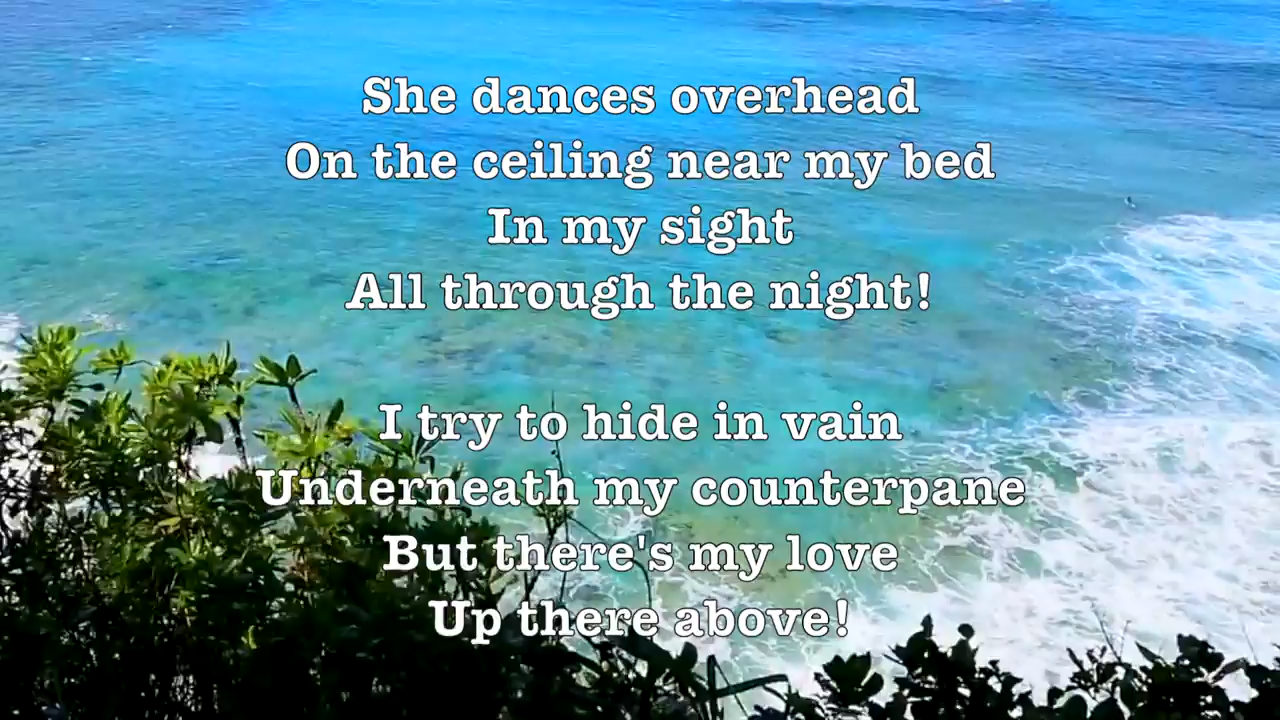 She dances overhead
On the ceiling near my bed
In my sight
All through the night!
I try to hide in vain
Underneath my counterpane
But there's my love
Up there above!